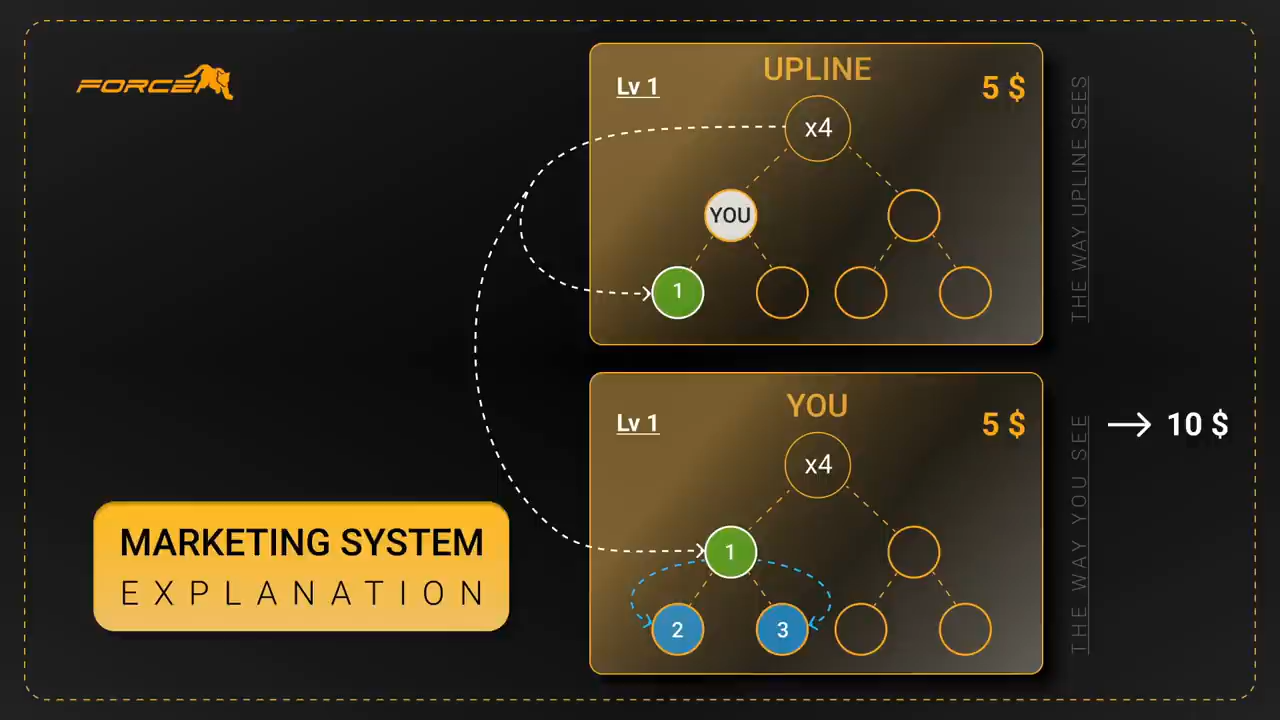 FORCE
UPLINE
Lv 1
5 $
x4
YOU
1
THE WAY UPLINE SEES
YOU
Lv 1
5 $
x4
1
2
3
THE WAY YOU SEE
10 $
MARKETING SYSTEM
EXPLANATION